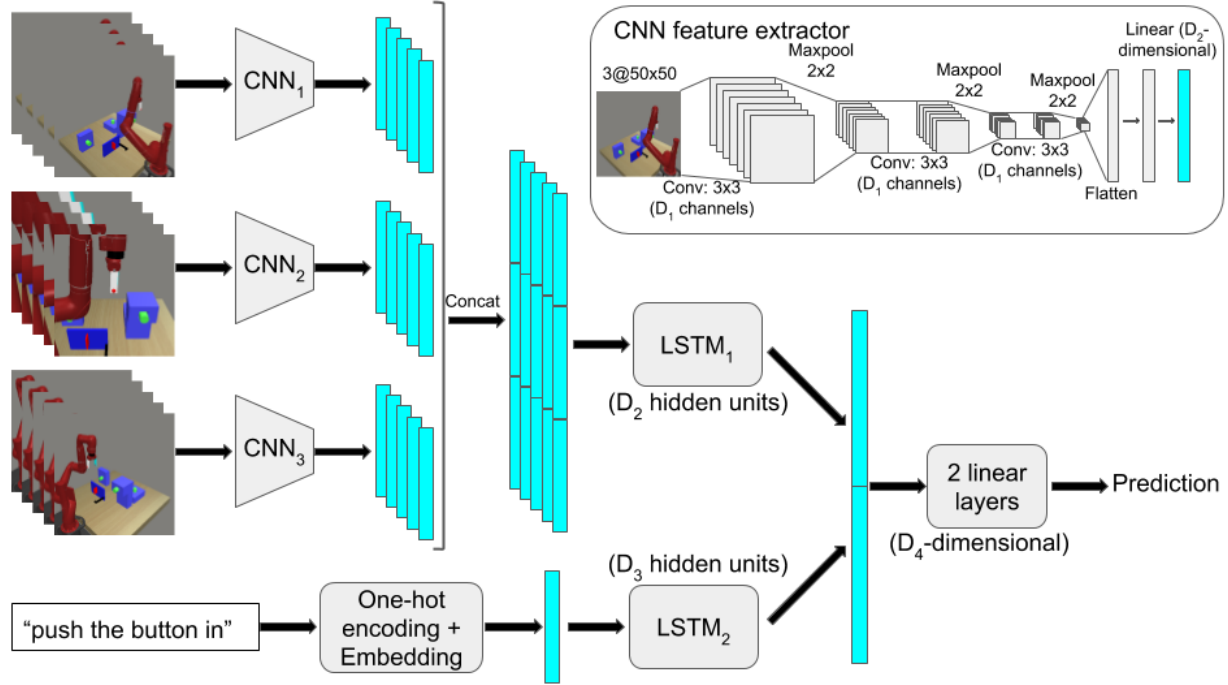 CNN₁
CNN feature extractor
3@50x50
Maxpool
2x2
Maxpool
2x2
Maxpool
2x2
Linear (D₂-
dimensional)
Conv: 3x3
(D₁ channels)
Conv: 3x3
(D₁ channels)
Conv: 3x3
(D₁ channels)
Flatten
CNN₂
Concat
LSTM₁
(D₂ hidden units)
CNN₃
2 linear
layers
(D₄-dimensional)
Prediction
“push the button in”
One-hot
encoding +
Embedding
(D₃ hidden units)
LSTM₂